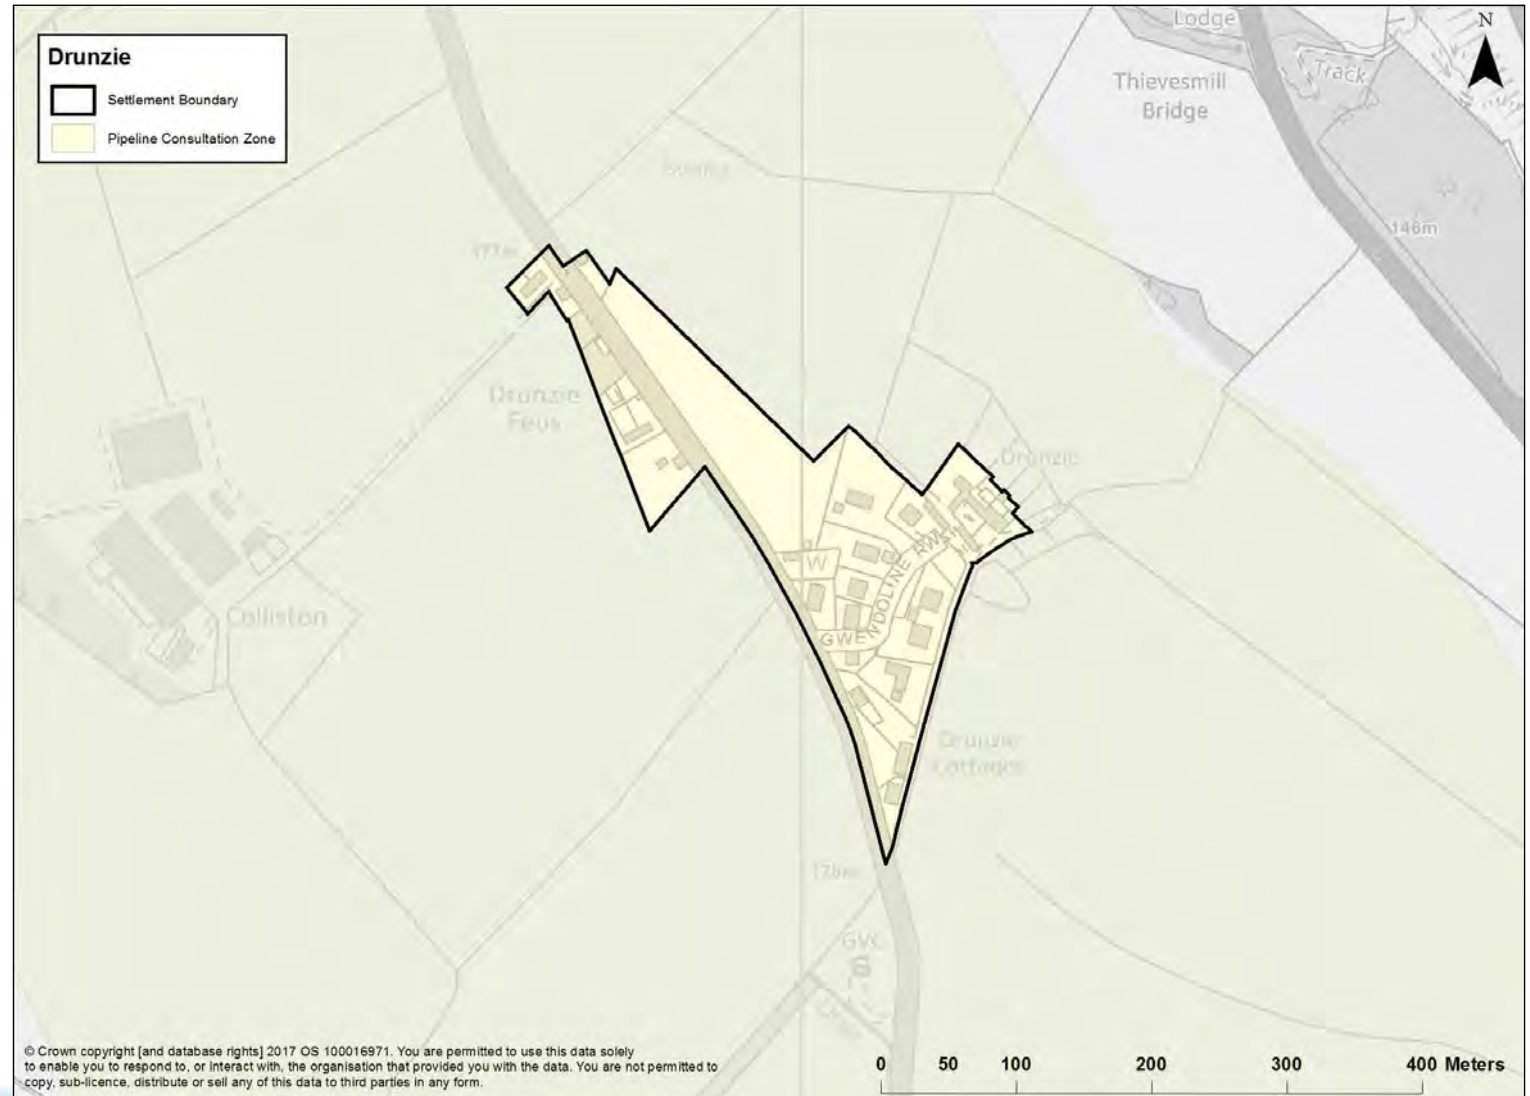 Drunzie
Settlement Boundary
Pipeline Consultation Zone
Lodge
N
Track
Thievesmill
Bridge
146m
177m
Drunzie
Feus
Drunzie
W
GWENDOLINE
Colliston
Drunzie
Cottages
178m
GVC
© Crown copyright [and database rights] 2017 OS 100016971. You are permitted to use this data solely
to enable you to respond to, or interact with, the organisation that provided you with the data. You are not permitted to
copy, sub-licence, distribute or sell any of this data to third parties in any form.
0 50 100 200 300 400 Meters